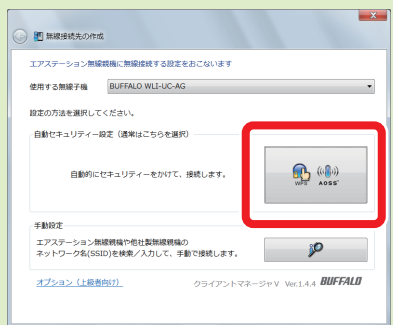 無線接続先の作成
エアステーション無線親機に無線接続する設定をおこないます
使用する無線子機 BUFFALO WLI-UC-AG
設定の方法を選択してください。
自動セキュリティー設定（通常はこちらを選択）
自動的にセキュリティーをかけて、接続します。
WPS AOSS
手動設定
エアステーション無線親機や他社製無線親機の
ネットワーク名(SSID)を検索／入力して、手動で接続します。
オプション（上級者向け） クライアントマネージャV Ver.1.4.4 BUFFALO